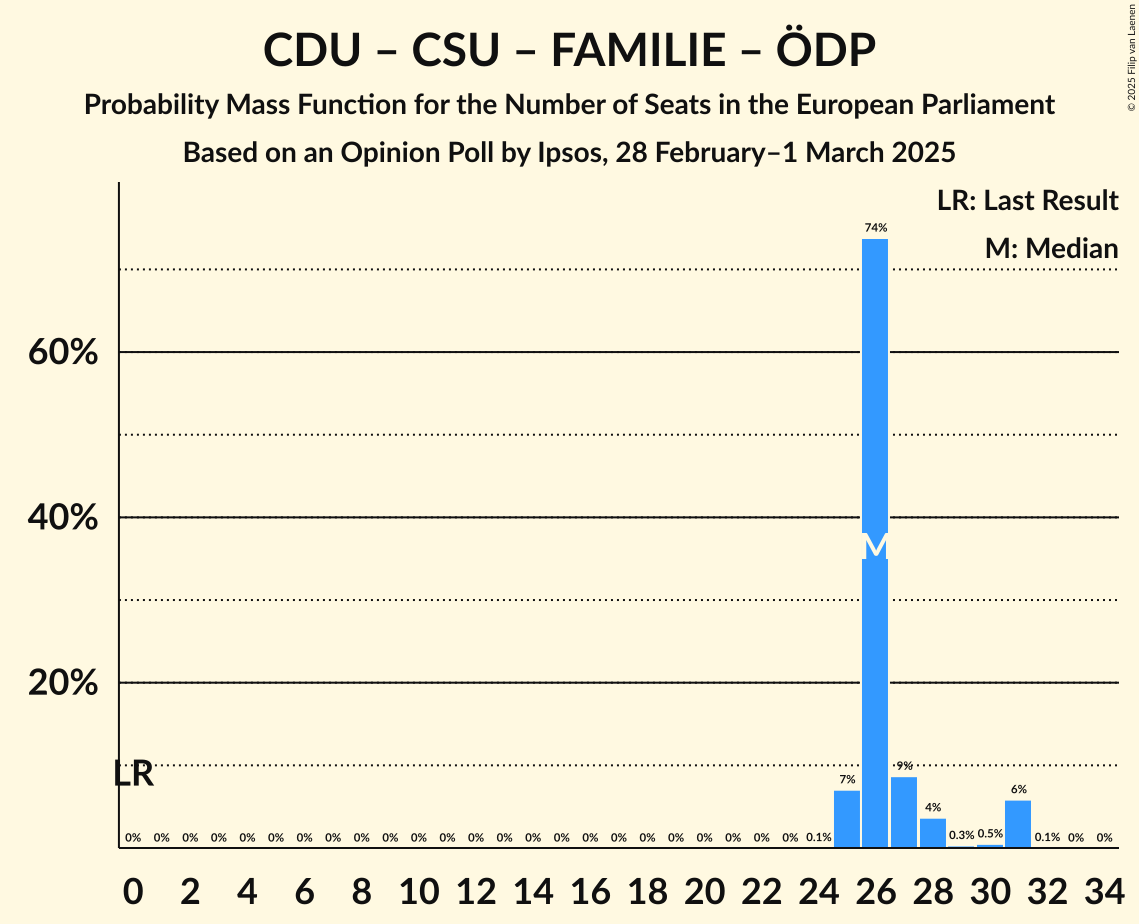 CDU – CSU – FAMILIE – ÖDP
Probability Mass Function for the Number of Seats in the European Parliament
Based on an Opinion Poll by Ipsos, 28 February–1 March 2025
© 2025 Filip van Laenen
LR: Last Result
M: Median
74%
60%
40%
M
20%
LR
0% 0% 0% 0% 0% 0% 0% 0% 0% 0% 0% 0% 0% 0% 0% 0% 0% 0% 0% 0% 0% 0% 0% 0% 0.1% 7% 9% 4% 0.3% 0.5% 6% 0.1% 0% 0%
0 2 4 6 8 10 12 14 16 18 20 22 24 26 28 30 32 34